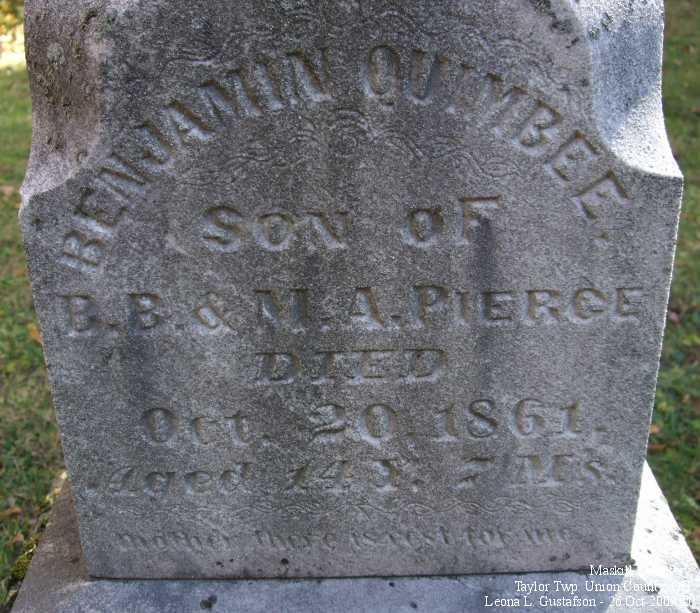 BENJAMIN QUIMBEE,
SON OF
B. B. & M. A. PIERCE
DIED
Oct. 20, 1861.
Aged 14 Y. 7 Ms.
mother there is rest for me
Taylor Twp. Union
Leona L. Gustafson - 26 Oct